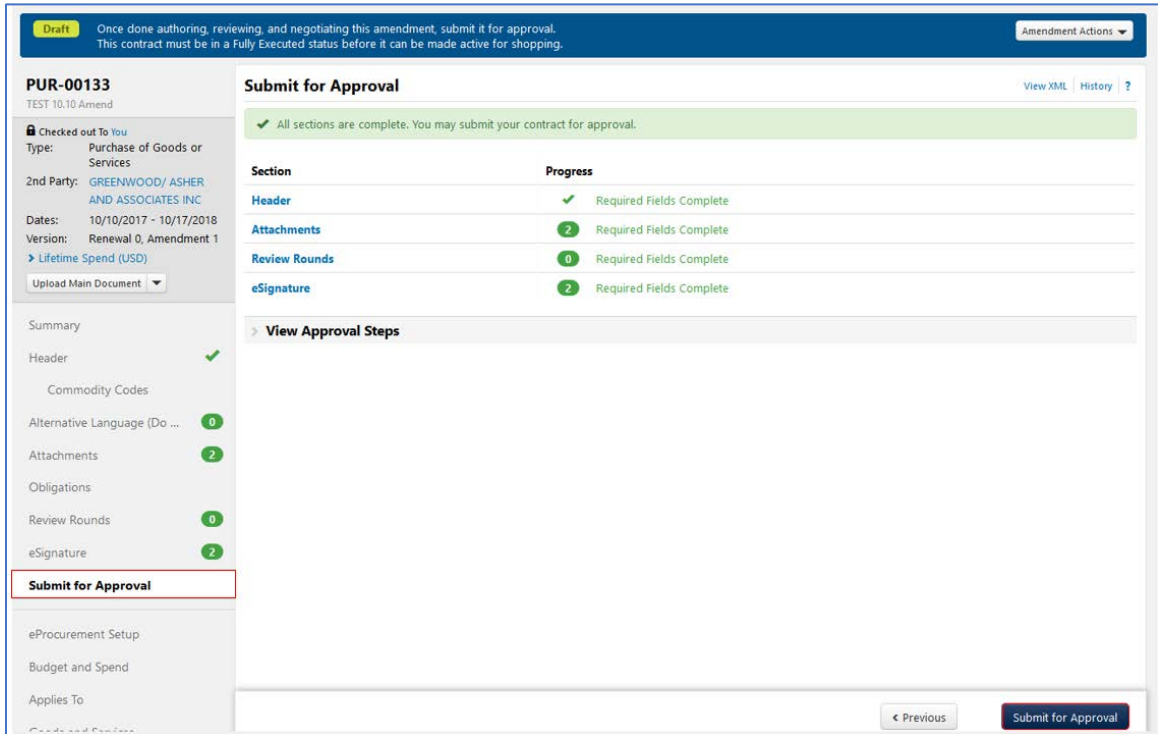 Draft
Once done authoring, reviewing, and negotiating this amendment, submit it for approval.
This contract must be in a Fully Executed status before it can be made active for shopping.
Amendment Actions
PUR-00133
TEST 10.10 Amend
Checked out To You
Type: Purchase of Goods or
Services
2nd Party: GREENWOOD/ ASHER
AND ASSOCIATES INC
Dates: 10/10/2017 - 10/17/2018
Version: Renewal 0, Amendment 1
Lifetime Spend (USD)
Upload Main Document
Summary
Header
Commodity Codes
Alternative Language (Do ... 0
Attachments 2
Obligations
Review Rounds 0
eSignature 2
Submit for Approval
eProcurement Setup
Budget and Spend
Applies To
Goods and Services
Submit for Approval
View XML | History | ?
All sections are complete. You may submit your contract for approval.
Section Progress
Header Required Fields Complete
Attachments 2 Required Fields Complete
Review Rounds 0 Required Fields Complete
eSignature 2 Required Fields Complete
View Approval Steps
Previous
Submit for Approval